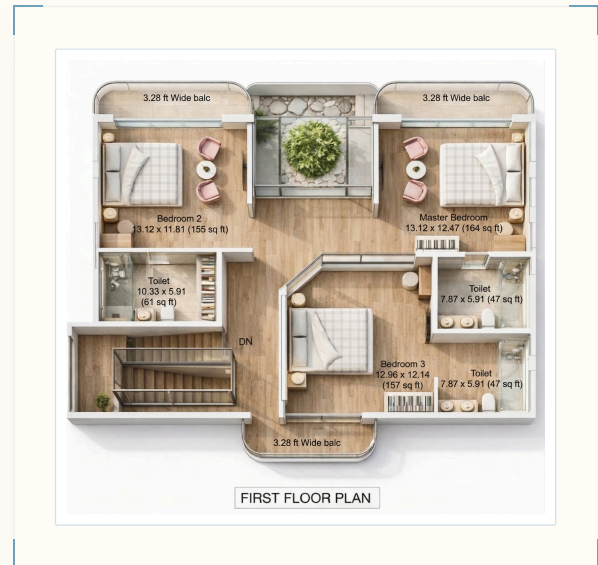 3.28 ft Wide balc
3.28 ft Wide balc
Bedroom 2
13.12 x 11.81 (155 sq ft)
Master Bedroom
13.12 x 12.47 (164 sq ft)
Toilet
10.33 x 5.91
(61 sq ft)
Toilet
7.87 x 5.91 (47 sq ft)
DN
Bedroom 3
12.96 x 12.14
(157 sq ft)
Toilet
7.87 x 5.91 (47 sq ft)
3.28 ft Wide balc
FIRST FLOOR PLAN